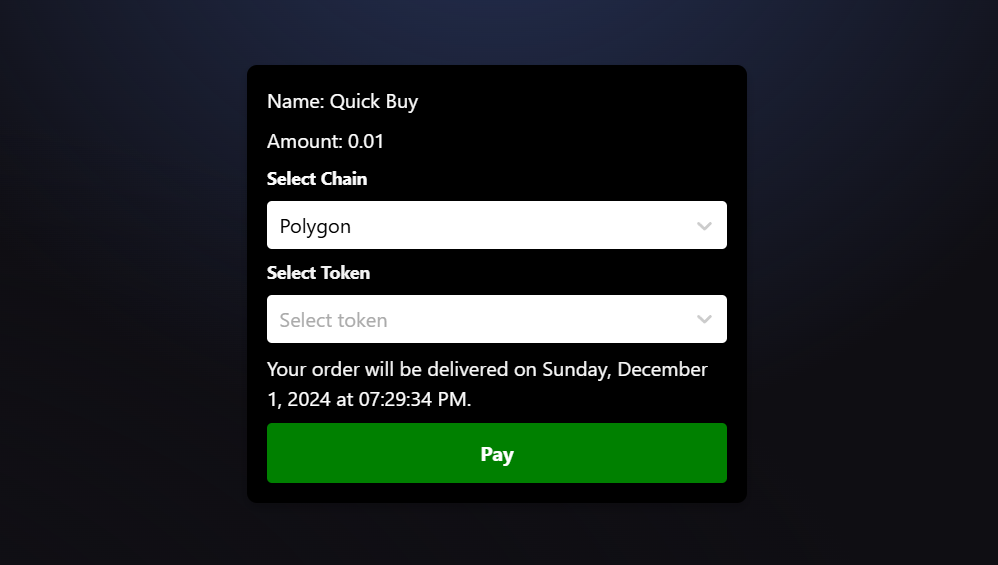 Name: Quick Buy
Amount: 0.01
Select Chain
Polygon
Select Token
Select token
Your order will be delivered on Sunday, December
1, 2024 at 07:29:34 PM.
Pay